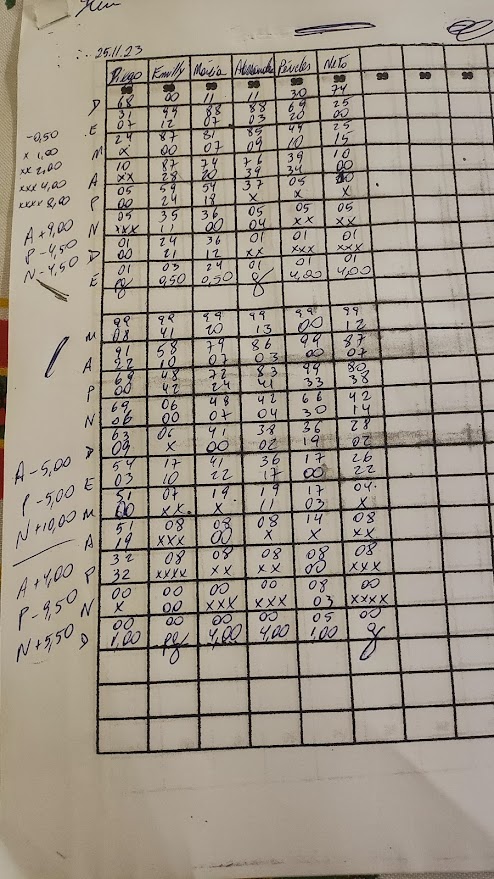 25.11.23
Diego Emilly Márcia Alexandre Péricles Neto
99 99 99 99 99 99 99 99 99
D 68 00 11 11 30 74
31 99 88 88 69 25
E 07 12 07 03 20 00
-0,50 24 87 81 85 49 25
x 1,00 M x 00 07 09 10 15
xx 2,00 10 87 74 76 39 10
xxx 4,00 A xx 28 20 39 34 00
xxxx 8,00 05 59 54 37 05
P 00 24 18 x x x
A + 9,00 05 35 36 05 05 05
P - 4,50 N xxx 11 00 04 xx xx
N - 4,50 01 24 36 01 01 01
D 00 21 12 xx xxx xxx
01 03 24 01 01 01
E 0,50 0,50 4,00 4,00
99 99 99 99 99 99
M 08 41 20 13 00 12
91 58 79 86 99 87
A 22 10 07 03 00 07
69 48 72 83 99 80
P 00 42 24 41 33 38
69 06 48 42 66 42
N 06 00 07 04 30 14
63 06 41 38 36 28
D 09 x 00 02 19 02
A - 5,00 54 17 41 36 17 26
P - 5,00 E 03 10 22 17 00 22
N + 10,00 51 07 19 19 17 04
M 00 xx x 11 03 x
51 08 08 08 14 08
A 19 xxx 00 x x xx
A + 4,00 32 08 08 08 08 08
P - 9,50 P 32 xxxx xx xx 00 xxx
N + 5,50 00 00 00 00 08 00
N x 00 xxx xxx 03 xxxx
00 00 00 00 05 00
D 1,00 4,00 4,00 1,00